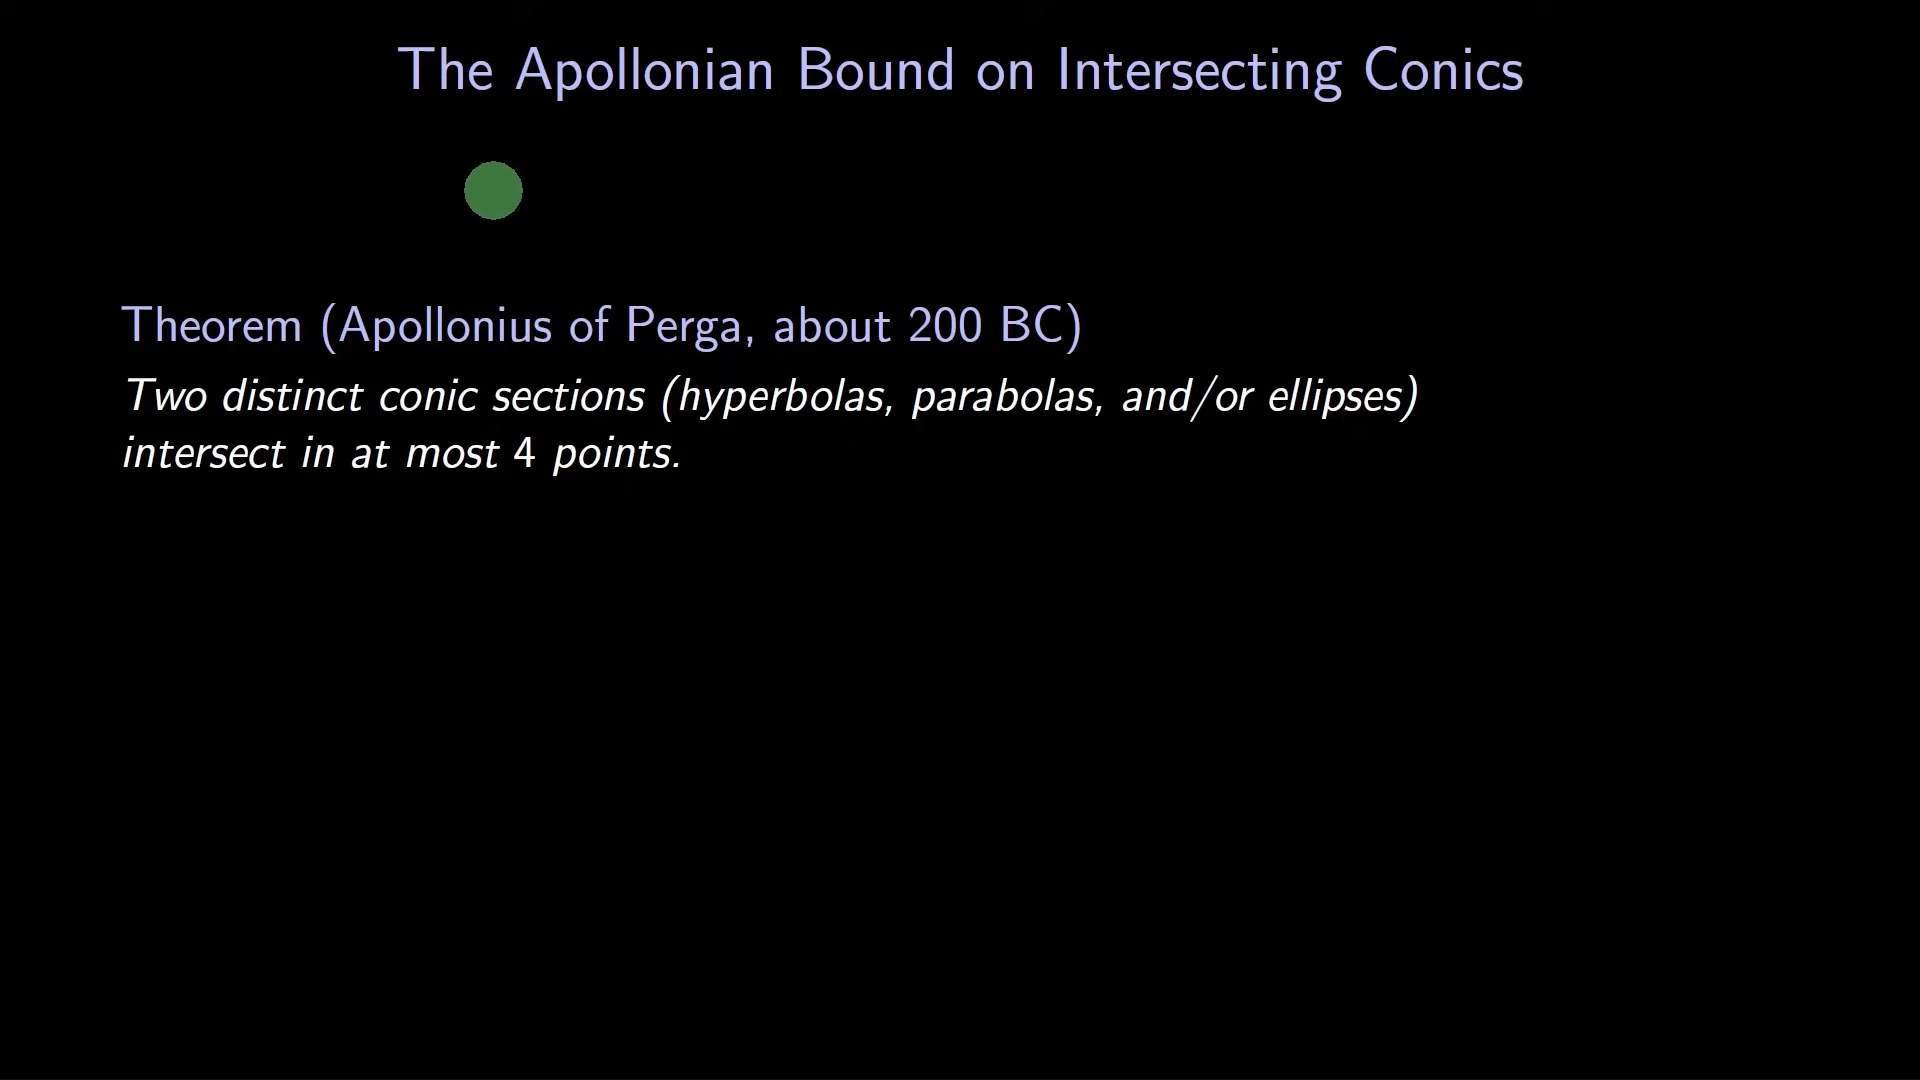 The Apollonian Bound on Intersecting Conics
Theorem (Apollonius of Perga, about 200 BC)
Two distinct conic sections (hyperbolas, parabolas, and/or ellipses)
intersect in at most 4 points.